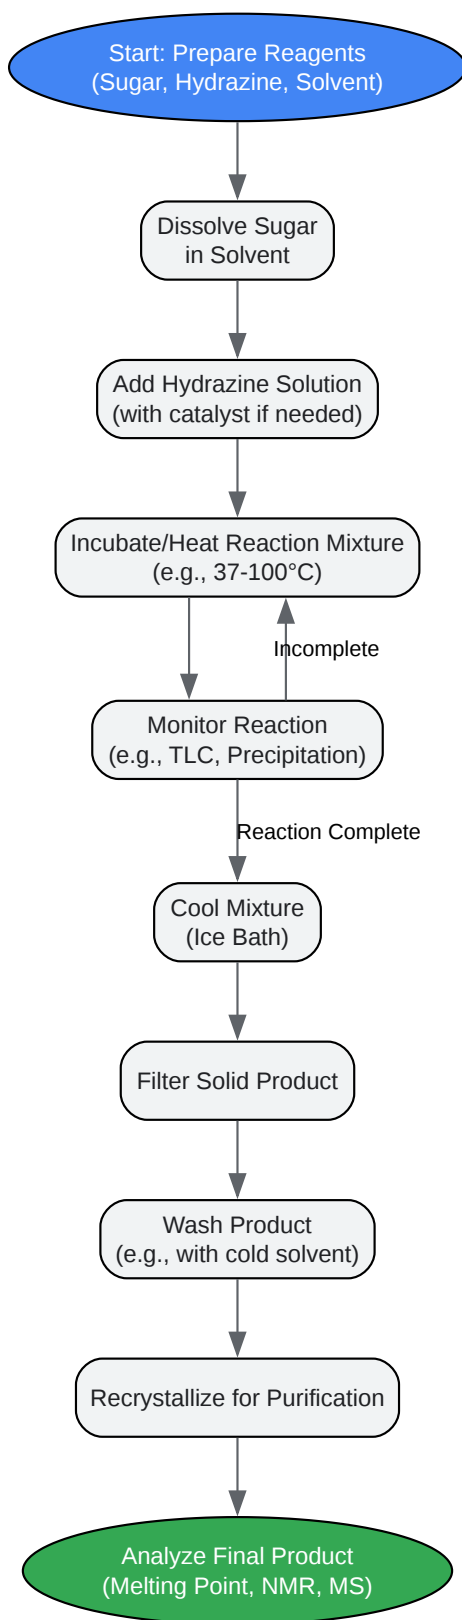 Start: Prepare Reagents
(Sugar, Hydrazine, Solvent)
Dissolve Sugar
in Solvent
Add Hydrazine Solution
(with catalyst if needed)
Incubate/Heat Reaction Mixture
(e.g., 37-100°C)
Incomplete
Monitor Reaction
(e.g., TLC, Precipitation)
Reaction Complete
Cool Mixture
(Ice Bath)
Filter Solid Product
Wash Product
(e.g., with cold solvent)
Recrystallize for Purification
Analyze Final Product
(Melting Point, NMR, MS)